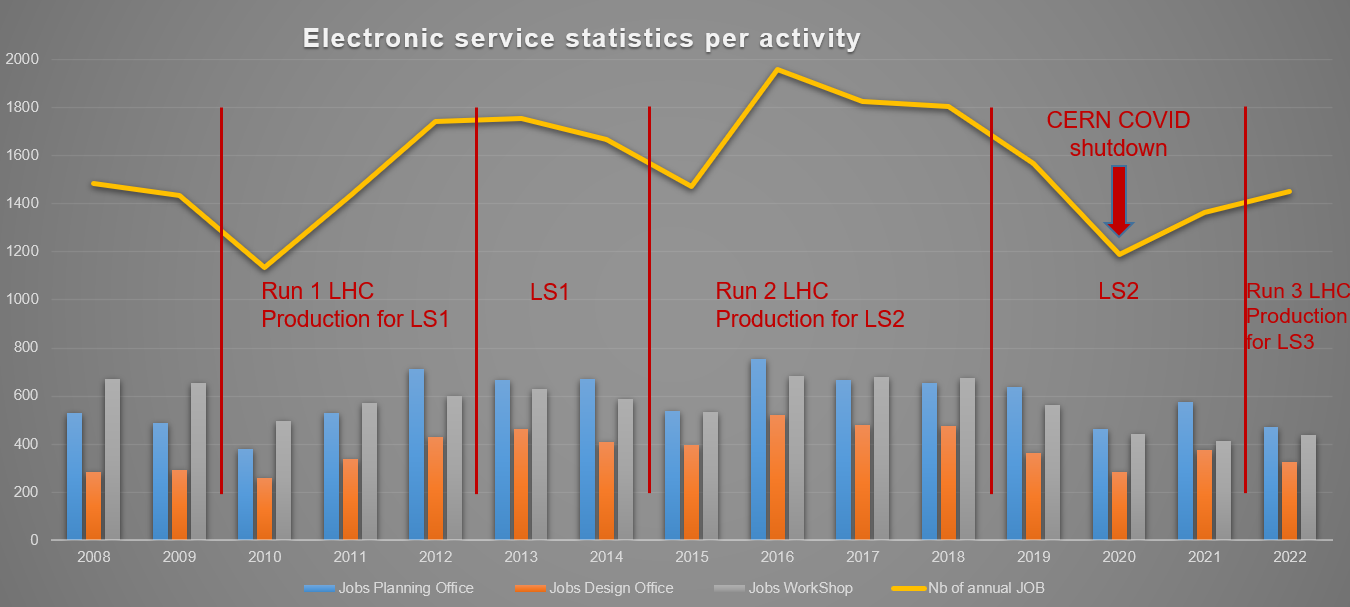 Electronic service statistics per activity
2000
1800
1600
1400
1200
1000
800
600
400
200
0
CERN COVID
shutdown
Run 1 LHC
Production for LS1
LS1
Run 2 LHC
Production for LS2
LS2
Run 3 LHC
Production
for LS3
2008 2009 2010 2011 2012 2013 2014 2015 2016 2017 2018 2019 2020 2021 2022
Jobs Planning Office Jobs Design Office Jobs WorkShop Nb of annual JOB